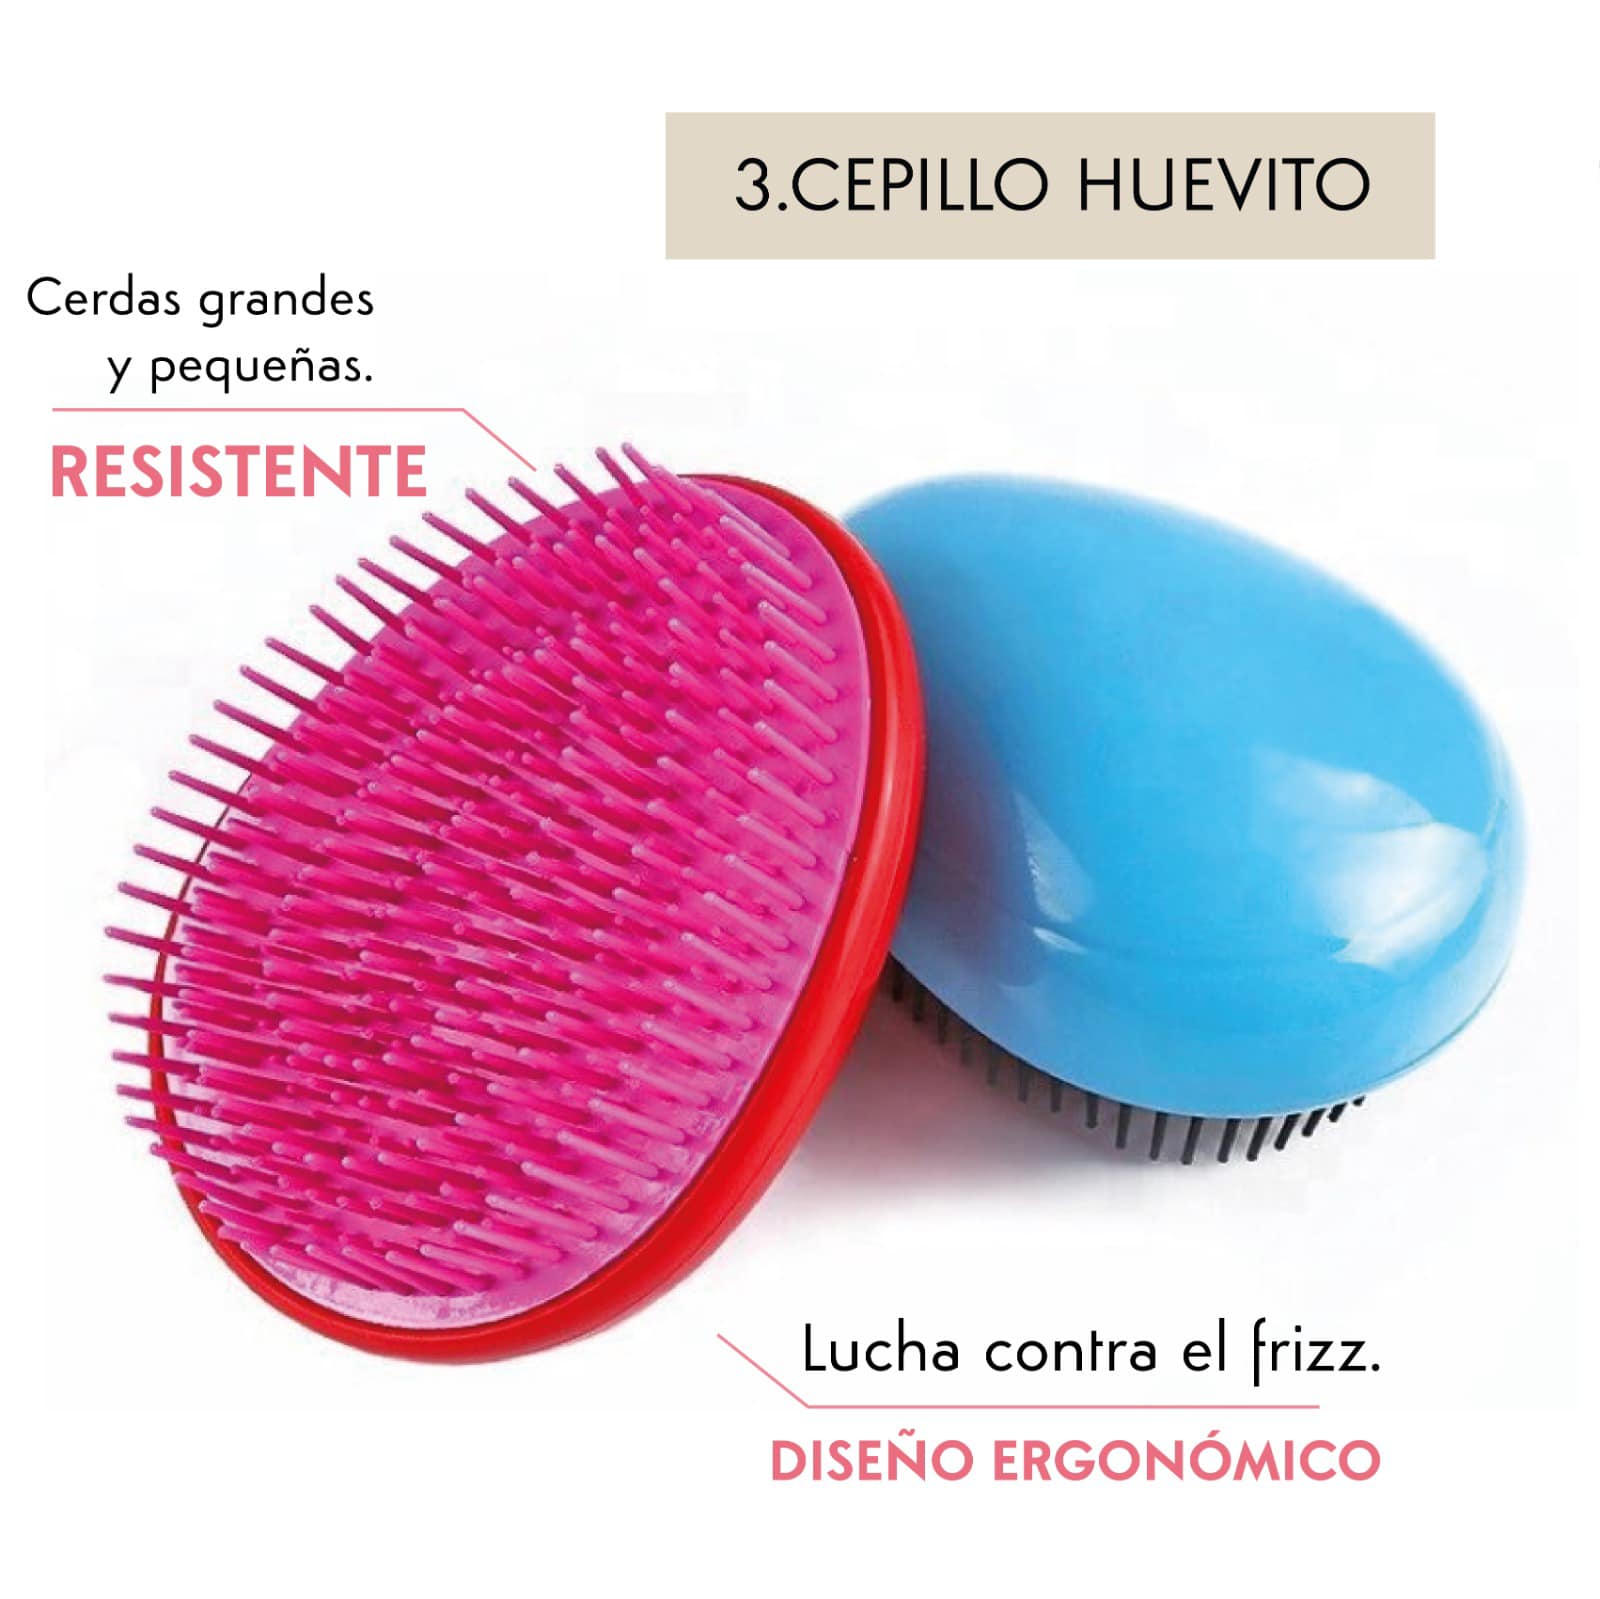 3.CEPILLO HUEVITO
Cerdas grandes
y pequeñas.
RESISTENTE
Lucha contra el frizz.
DISEÑO ERGONÓMICO